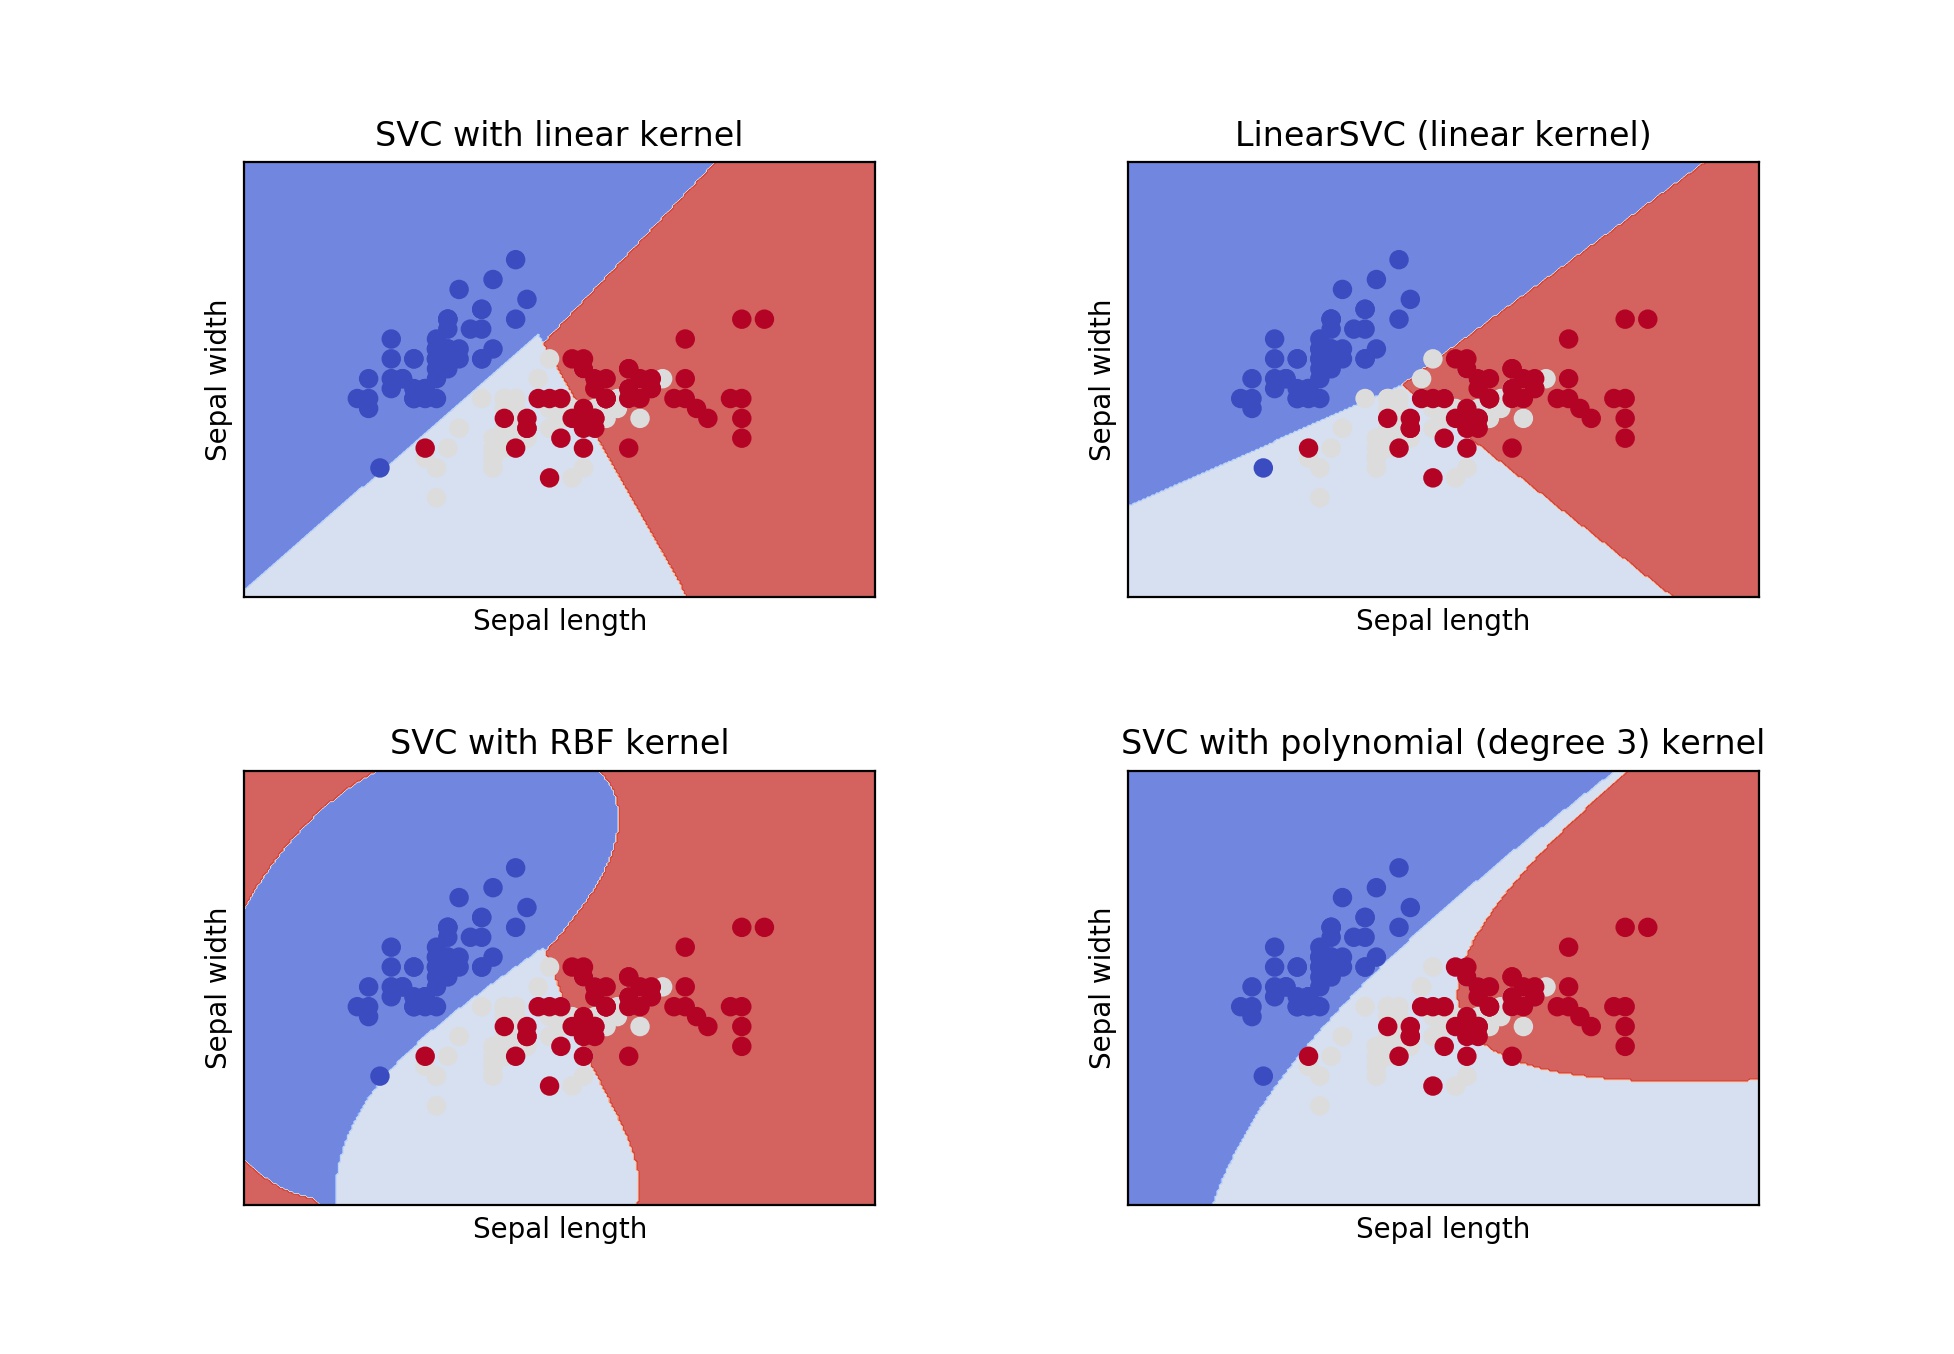 SVC with linear kernel
Sepal width
Sepal length
LinearSVC (linear kernel)
Sepal width
Sepal length
SVC with RBF kernel
Sepal width
Sepal length
SVC with polynomial (degree 3) kernel
Sepal width
Sepal length